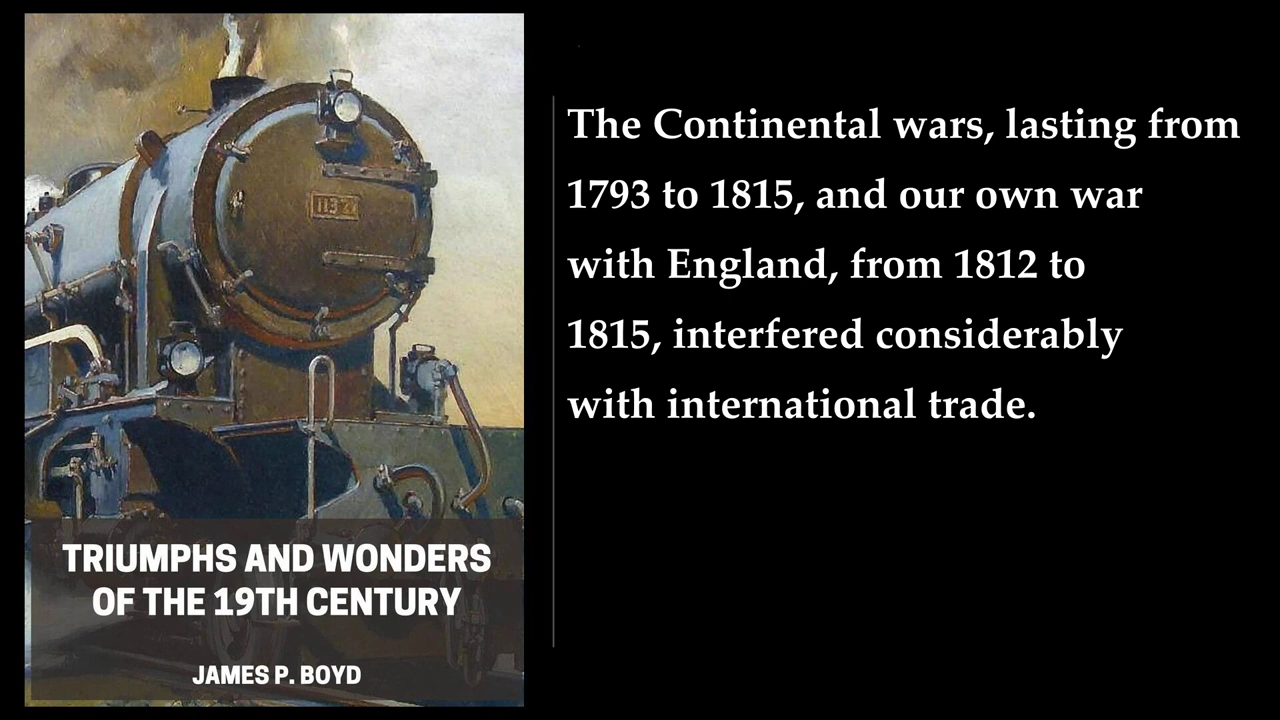 TRIUMPHS AND WONDERS
OF THE 19TH CENTURY
JAMES P. BOYD
The Continental wars, lasting from
1793 to 1815, and our own war
with England, from 1812 to
1815, interfered considerably
with international trade.